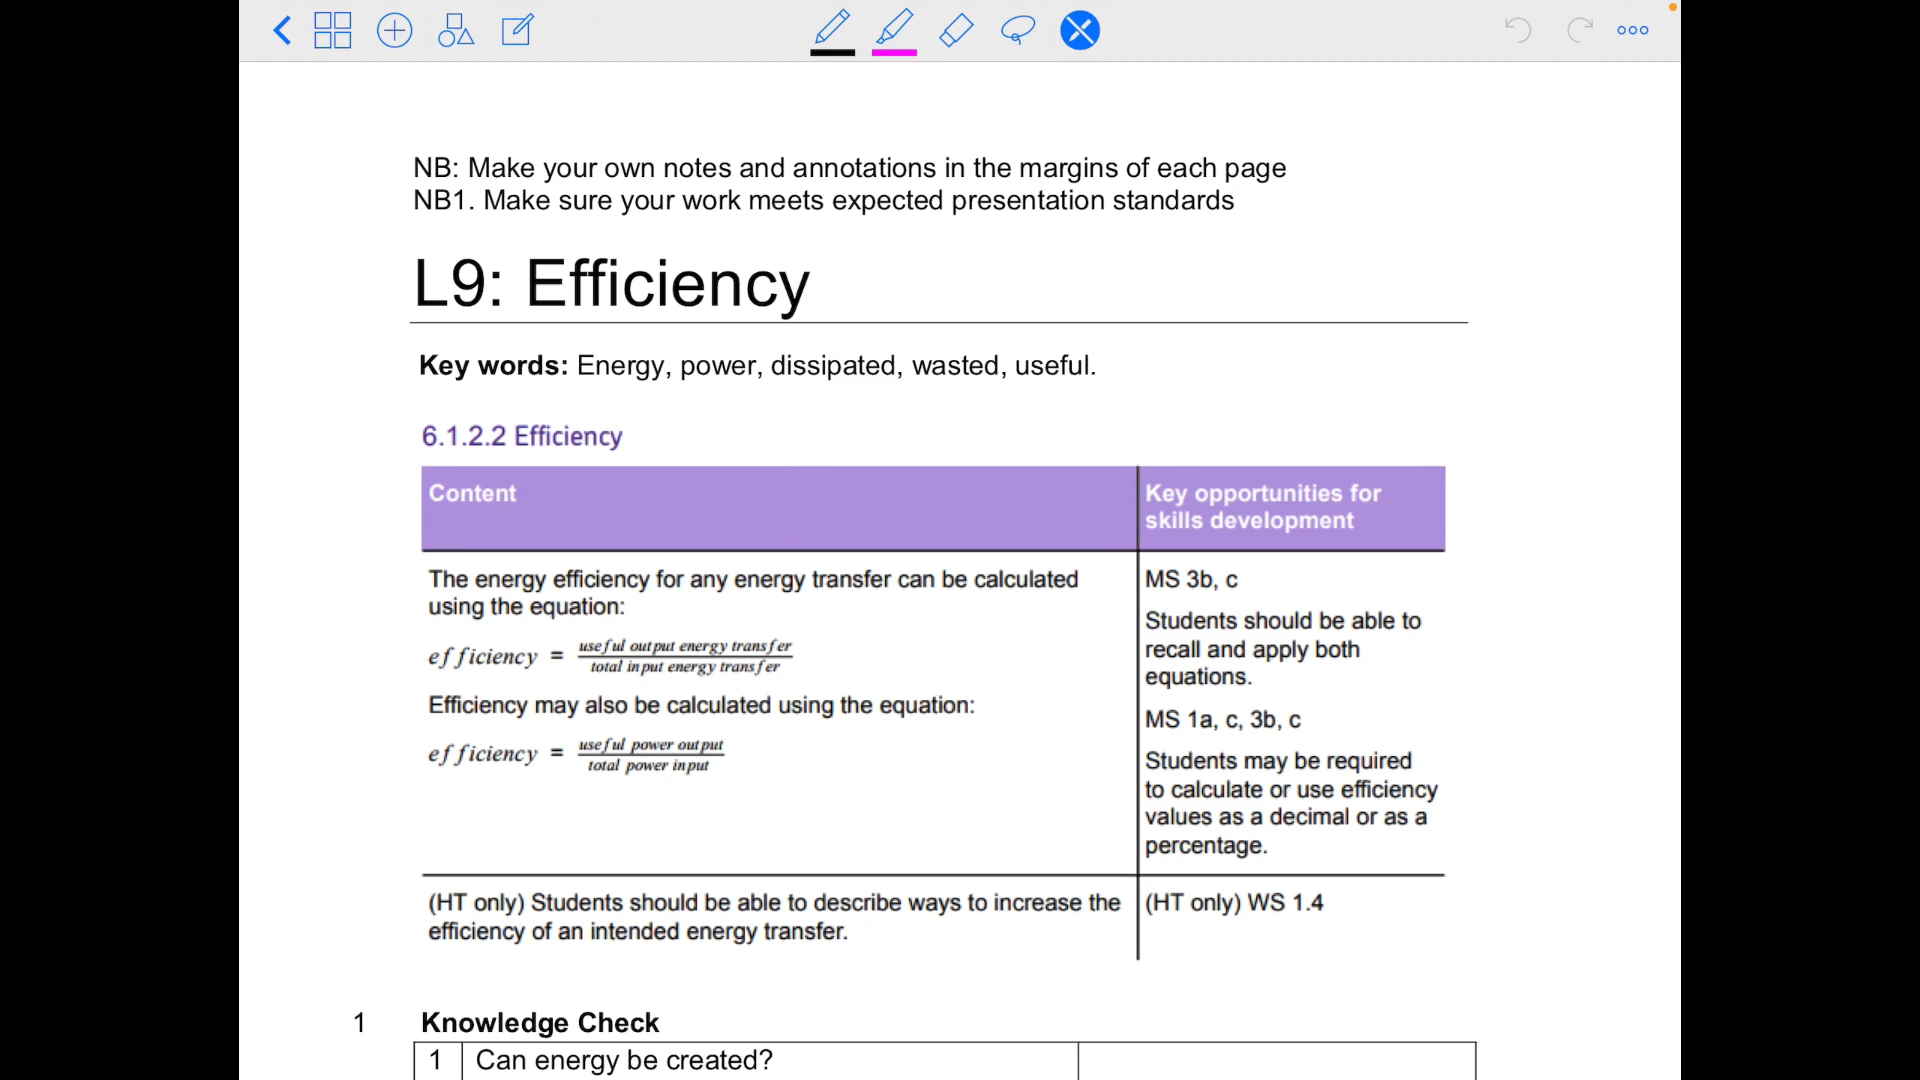 NB: Make your own notes and annotations in the margins of each page
NB1. Make sure your work meets expected presentation standards
L9: Efficiency
Key words: Energy, power, dissipated, wasted, useful.
6.1.2.2 Efficiency
Content
Key opportunities for
skills development
The energy efficiency for any energy transfer can be calculated
using the equation:
efficiency = useful output energy transfer
total input energy transfer
Efficiency may also be calculated using the equation:
efficiency = useful power output
total power input
MS 3b, c
Students should be able to
recall and apply both
equations.
MS 1a, c, 3b, c
Students may be required
to calculate or use efficiency
values as a decimal or as a
percentage.
(HT only) Students should be able to describe ways to increase the
efficiency of an intended energy transfer.
(HT only) WS 1.4
1 Knowledge Check
1 Can energy be created?